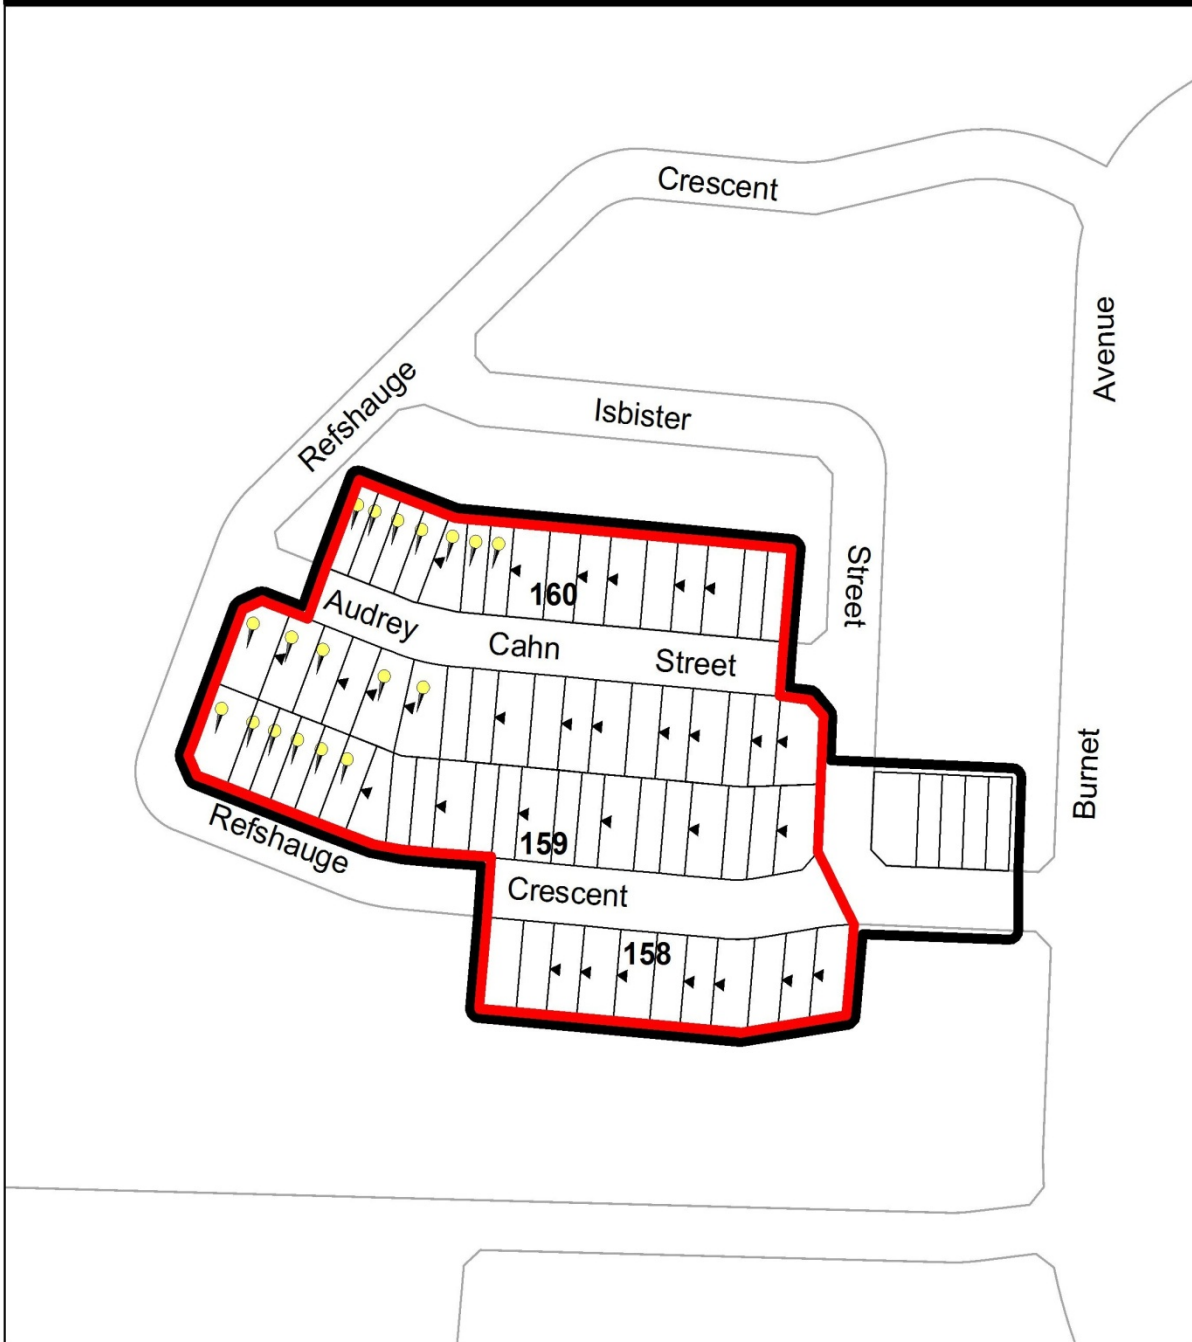 Crescent
Avenue
Refshauge
Isbister
Street
160
Audrey
Cahn
Street
Burnet
Refshauge
159
Crescent
158